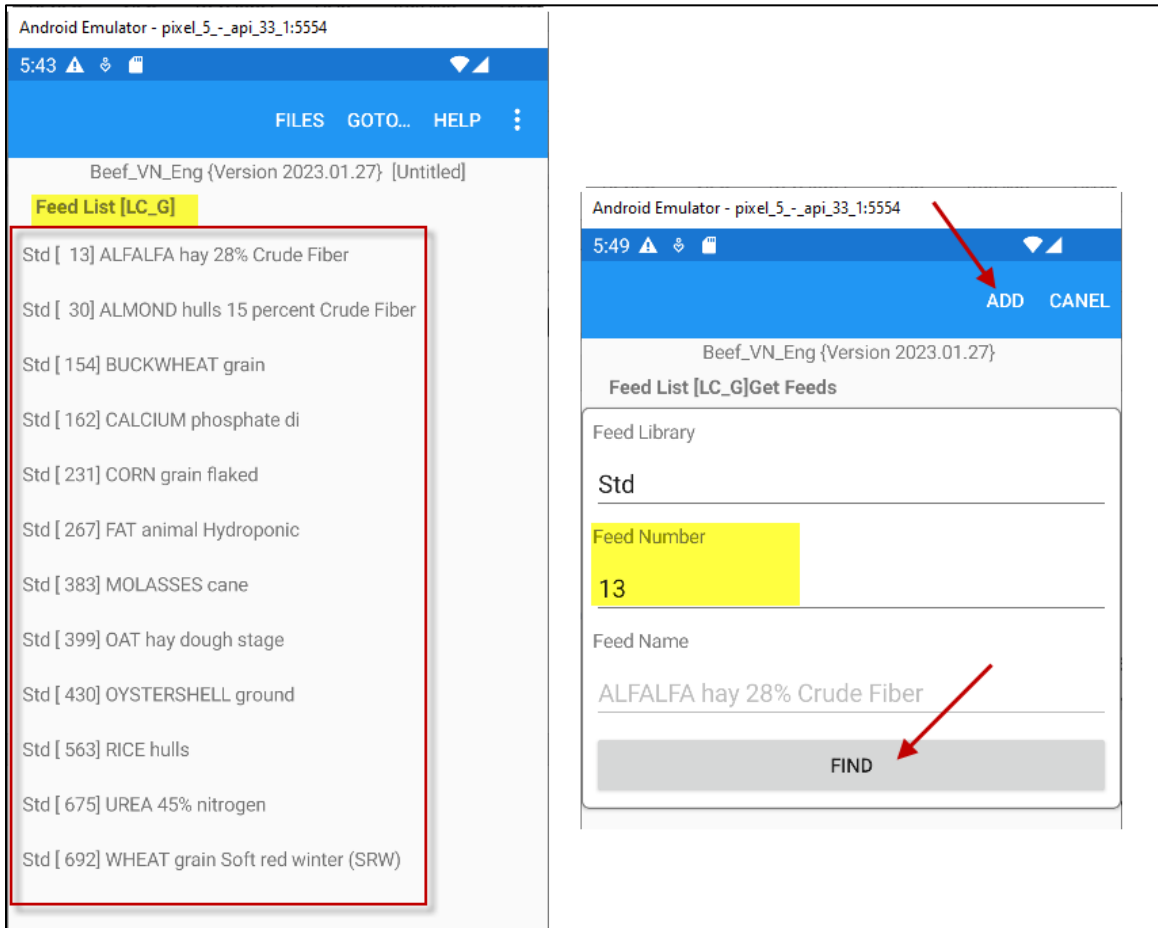 Android Emulator - pixel_5_-_api_33_1:5554
5:43
FILES GOTO... HELP
Beef_VN_Eng {Version 2023.01.27} [Untitled]
Feed List [LC_G]
Std [ 13] ALFALFA hay 28% Crude Fiber
Std [ 30] ALMOND hulls 15 percent Crude Fiber
Std [ 154] BUCKWHEAT grain
Std [ 162] CALCIUM phosphate di
Std [ 231] CORN grain flaked
Std [ 267] FAT animal Hydroponic
Std [ 383] MOLASSES cane
Std [ 399] OAT hay dough stage
Std [ 430] OYSTERSHELL ground
Std [ 563] RICE hulls
Std [ 675] UREA 45% nitrogen
Std [ 692] WHEAT grain Soft red winter (SRW)
Android Emulator - pixel_5_-_api_33_1:5554
5:49
ADD CANEL
Beef_VN_Eng {Version 2023.01.27}
Feed List [LC_G]Get Feeds
Feed Library
Std
Feed Number
13
Feed Name
ALFALFA hay 28% Crude Fiber
FIND